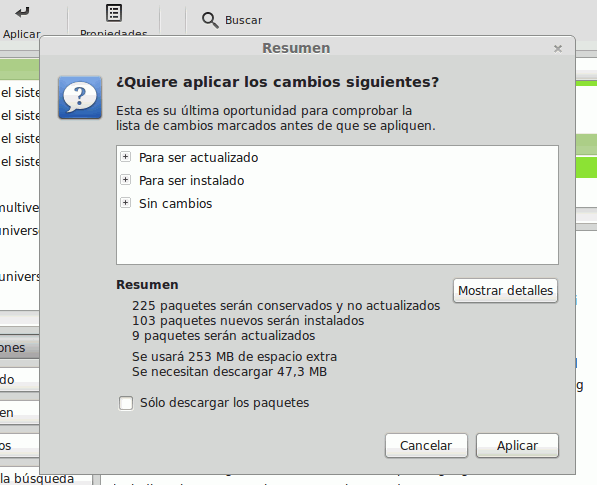 Aplicar
Propiedades
Buscar
Resumen
¿Quiere aplicar los cambios siguientes?
Esta es su última oportunidad para comprobar la
lista de cambios marcados antes de que se apliquen.
Para ser actualizado
Para ser instalado
Sin cambios
Resumen
Mostrar detalles
225 paquetes serán conservados y no actualizados
103 paquetes nuevos serán instalados
9 paquetes serán actualizados
Se usará 253 MB de espacio extra
Se necesitan descargar 47,3 MB
Sólo descargar los paquetes
Cancelar
Aplicar
el siste
el siste
el siste
el siste
multive
universo
universo
ones
do
en
os
la búsqueda